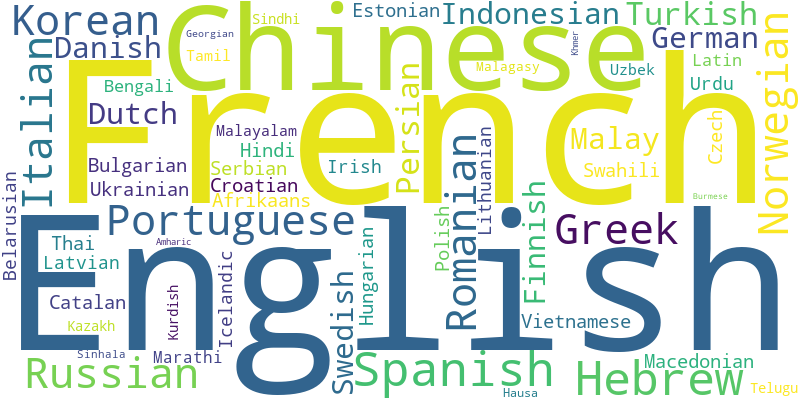 Korean
Chinese
Sindhi
Estonian
Indonesian
Turkish
Georgian
Danish
Tamil
Khmer
German
Malagasy
Uzbek
Latin
Urdu
Italian
French
Bengali
Persian
Norwegian
Dutch
Malayalam
Hindi
Malay
Czech
Bulgarian
Serbian
Irish
Swahili
Ukrainian
Croatian
Afrikaans
Lithuanian
Belarusian
Romanian
Burmese
English
Portuguese
Polish
Finnish
Greek
Thai
Amharic
Latvian
Icelandic
Hungarian
Swedish
Catalan
Kurdish
Kazakh
Vietnamese
Sinhala
Marathi
Russian
Spanish
Hebrew
Macedonian
Hausa
Telugu